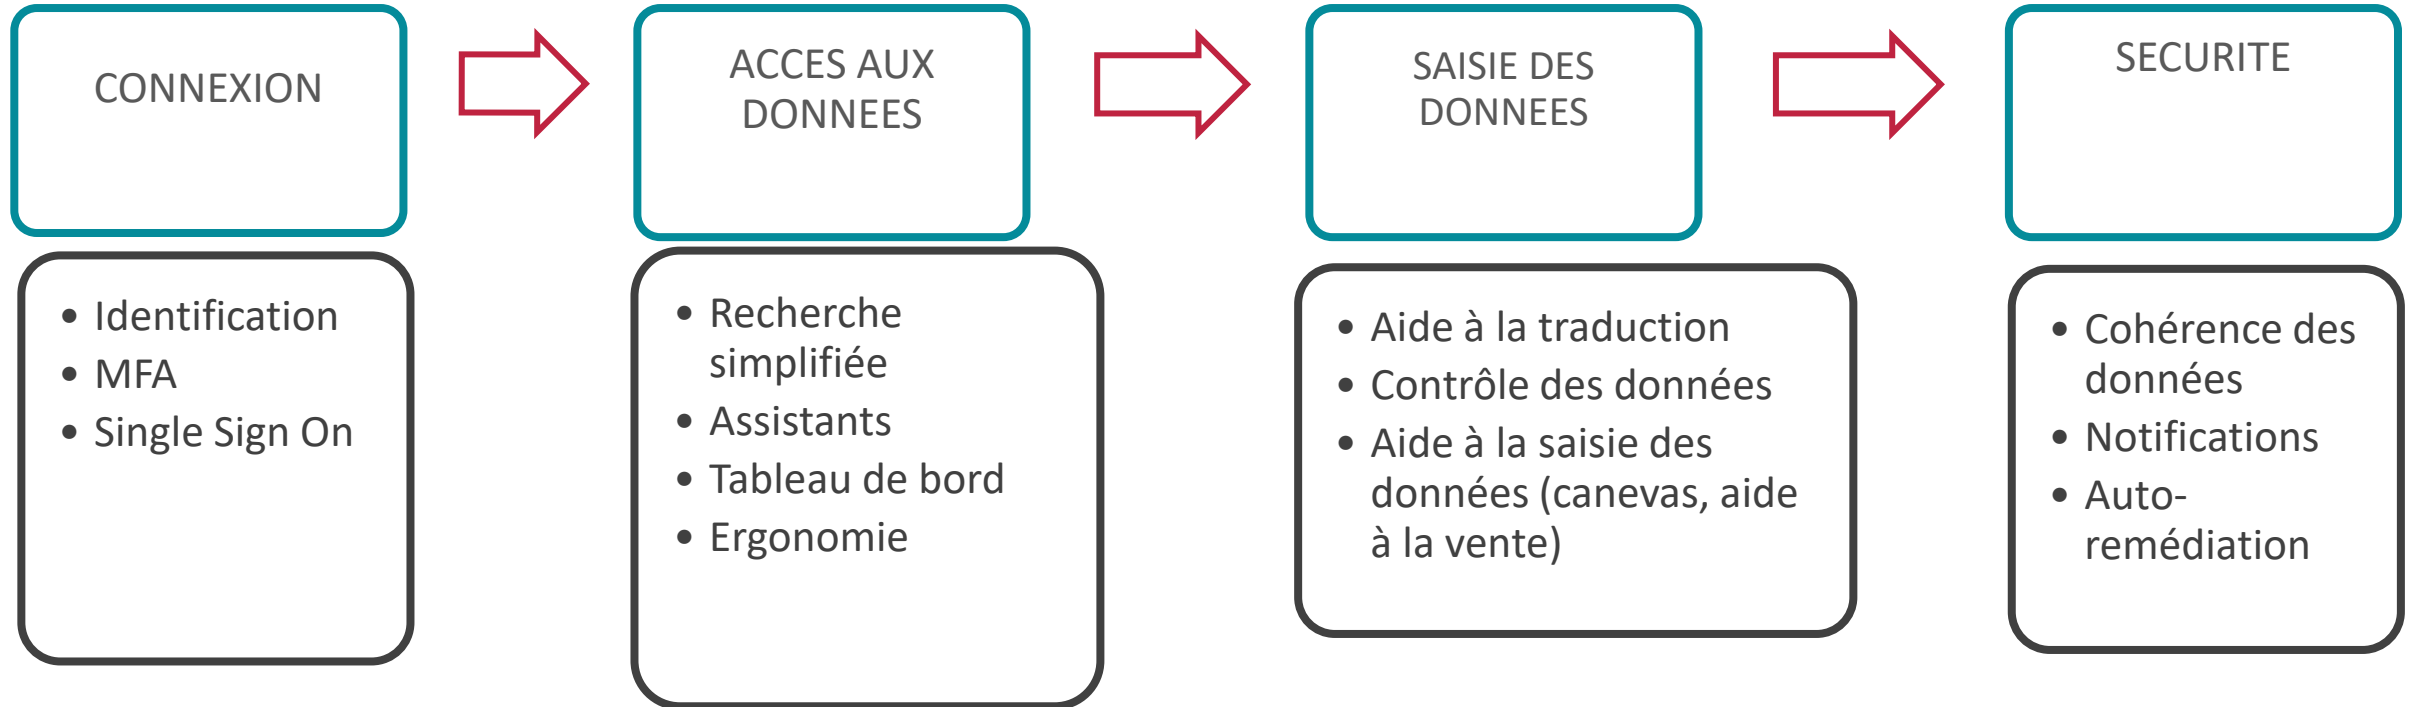 CONNEXION
ACCES AUX
DONNEES
SAISIE DES
DONNEES
SECURITE
• Identification
• MFA
• Single Sign On
• Recherche
simplifiée
• Assistants
• Tableau de bord
• Ergonomie
• Aide à la traduction
• Contrôle des données
• Aide à la saisie des
données (canevas, aide
à la vente)
• Cohérence des
données
• Notifications
• Auto-
remédiation